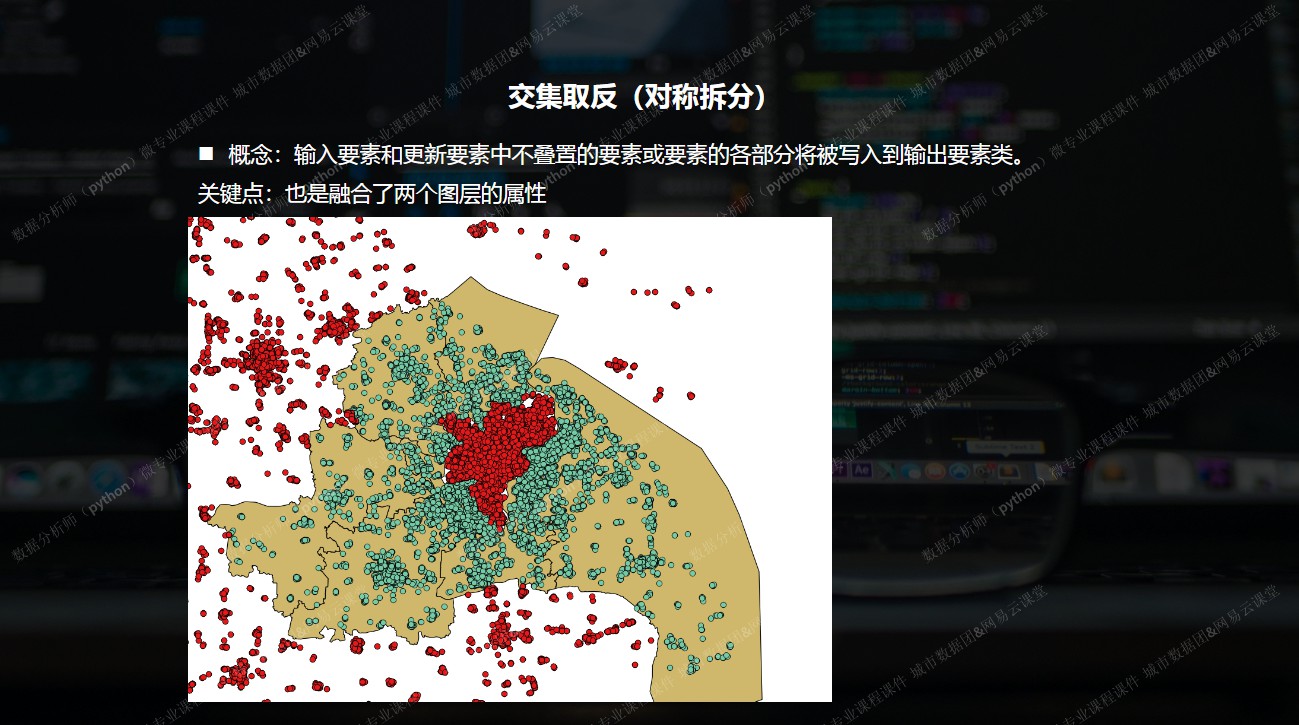 交集取反（对称拆分）
■ 概念：输入要素和更新要素中不叠置的要素或要素的各部分将被写入到输出要素类。
关键点：也是融合了两个图层的属性
数据分析师（python）微专业课程课件 城市数据团&网易云课堂